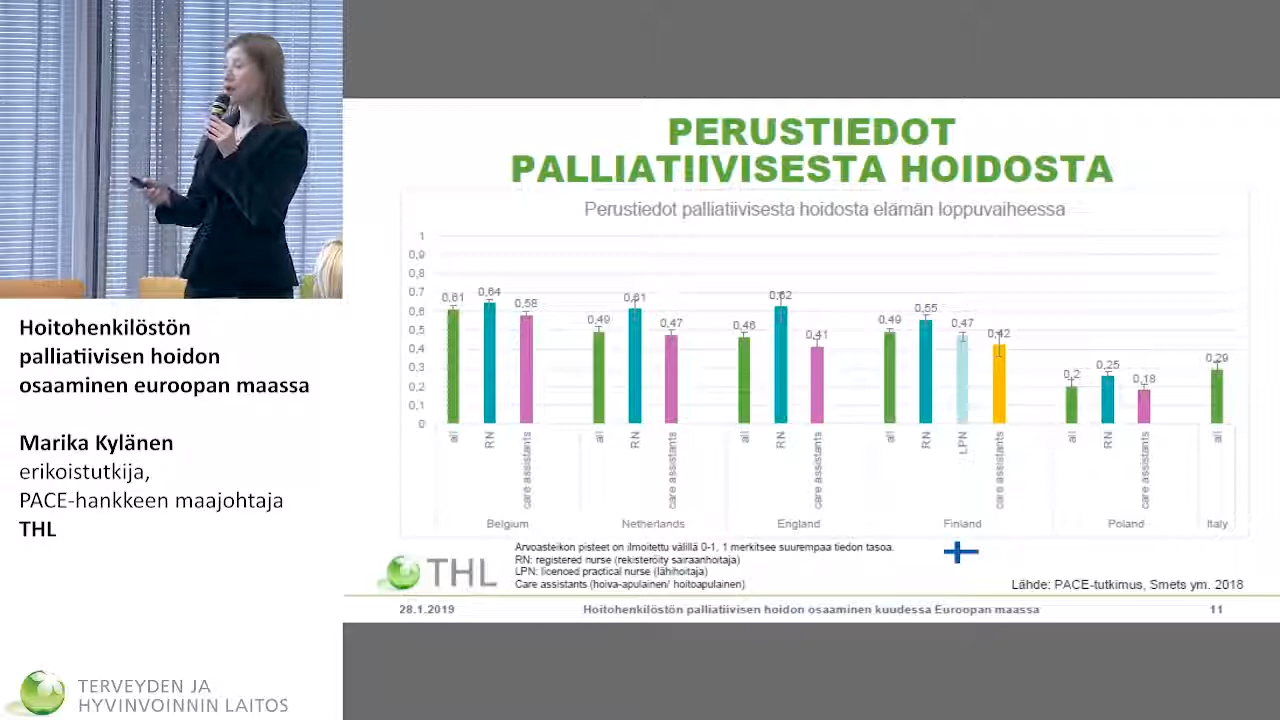 Hoitohenkilöstön
palliatiivisen hoidon
osaaminen euroopan maassa
Marika Kylänen
erikoistutkija,
PACE-hankkeen maajohtaja
THL
TERVEYDEN JA
HYVINVOINNIN LAITOS
PERUSTIEDOT
PALLIATIIVISESTA HOIDOSTA
Perustiedot palliatiivisesta hoidosta elämän loppuvaiheessa
1
0,9
0,8
0,7
0,6
0,5
0,4
0,3
0,2
0,1
0
0,61 0,64 0,58
0,49 0,61 0,47
0,46 0,62 0,41
0,49 0,55 0,47 0,42
0,2 0,25 0,18
0,29
all RN care assistants
all RN care assistants
all RN care assistants
all RN LPN care assistants
all RN care assistants
all
Belgium Netherlands England Finland Poland Italy
Arvoasteikon pisteet on ilmoitettu välillä 0-1, 1 merkitsee suurempaa tiedon tasoa.
RN: registered nurse (rekisteröity sairaanhoitaja)
LPN: licenced practical nurse (lähihoitaja)
Care assistants (hoiva-apulainen/ hoitoapulainen)
THL
Lähde: PACE-tutkimus, Smets ym. 2018
28.1.2019 Hoitohenkilöstön palliatiivisen hoidon osaaminen kuudessa Euroopan maassa 11